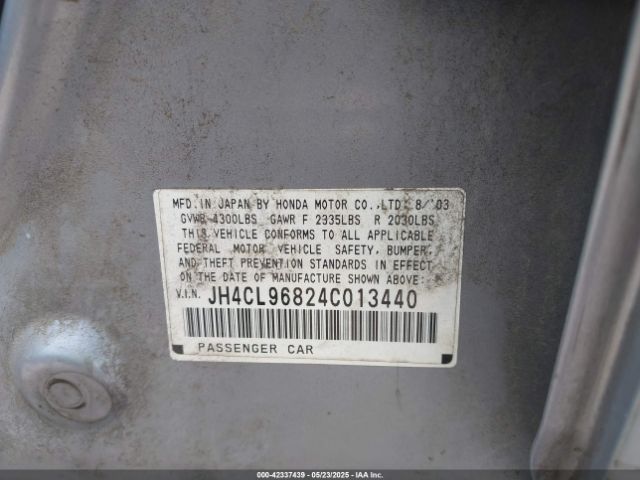 MFD. IN JAPAN BY HONDA MOTOR CO.,LTD. 8/'03
GVWR 4300LBS GAWR F 2335LBS R 2030LBS
THIS VEHICLE CONFORMS TO ALL APPLICABLE
FEDERAL MOTOR VEHICLE SAFETY, BUMPER,
AND THEFT PREVENTION STANDARDS IN EFFECT
ON THE DATE OF MANUFACTURE SHOWN ABOVE.
V.I.N. JH4CL96824C013440
PASSENGER CAR
000-42337439 - 05/23/2025 - IAAI.COM